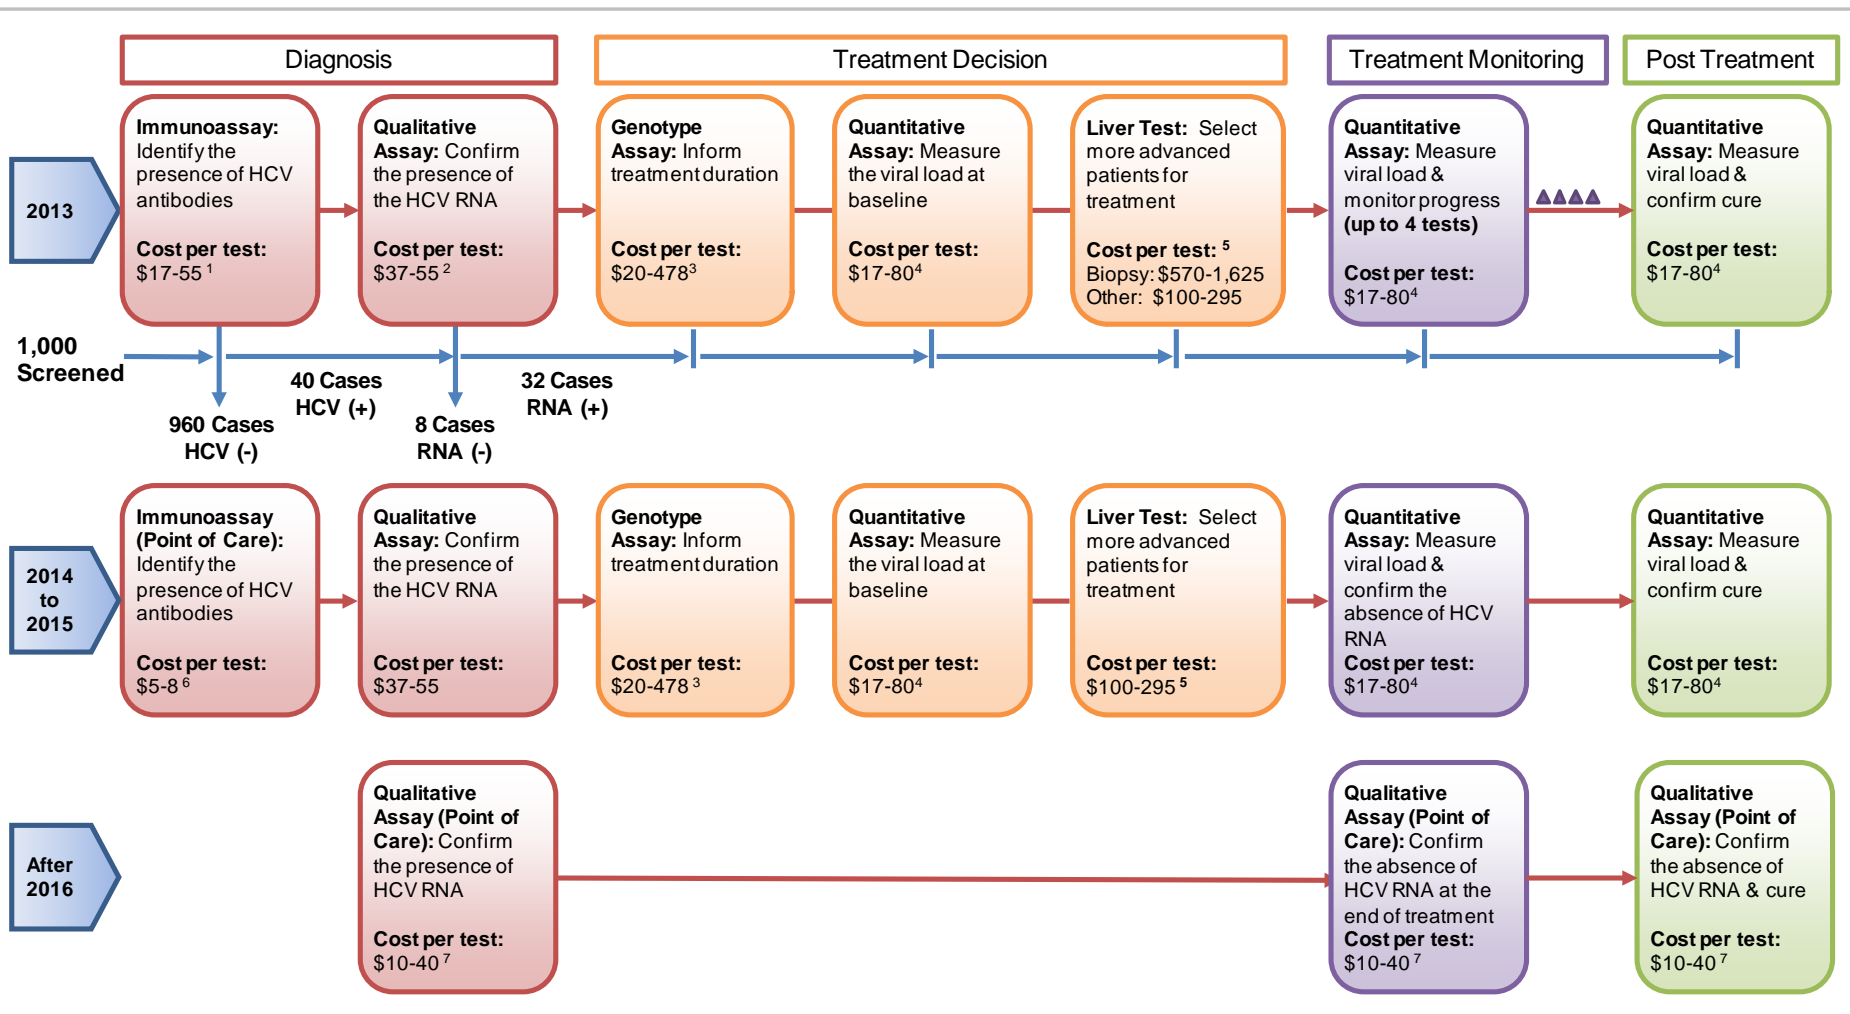 Diagnosis
Treatment Decision
Treatment Monitoring
Post Treatment
2013
Immunoassay:
Identify the
presence of HCV
antibodies
Cost per test:
$17-55 1
Qualitative
Assay: Confirm
the presence of
the HCV RNA
Cost per test:
$37-55 2
Genotype
Assay: Inform
treatment duration
Cost per test:
$20-478 3
Quantitative
Assay: Measure
the viral load at
baseline
Cost per test:
$17-80 4
Liver Test: Select
more advanced
patients for
treatment
Cost per test: 5
Biopsy: $570-1,625
Other: $100-295
Quantitative
Assay: Measure
viral load &
monitor progress
(up to 4 tests)
Cost per test:
$17-80 4
Quantitative
Assay: Measure
viral load &
confirm cure
Cost per test:
$17-80 4
1,000
Screened
960 Cases
HCV (-)
40 Cases
HCV (+)
8 Cases
RNA (-)
32 Cases
RNA (+)
2014
to
2015
Immunoassay
(Point of Care):
Identify the
presence of HCV
antibodies
Cost per test:
$5-8 6
Qualitative
Assay: Confirm
the presence of
the HCV RNA
Cost per test:
$37-55
Genotype
Assay: Inform
treatment duration
Cost per test:
$20-478 3
Quantitative
Assay: Measure
the viral load at
baseline
Cost per test:
$17-80 4
Liver Test: Select
more advanced
patients for
treatment
Cost per test:
$100-295 5
Quantitative
Assay: Measure
viral load &
confirm the
absence of HCV
RNA
Cost per test:
$17-80 4
Quantitative
Assay: Measure
viral load &
confirm cure
Cost per test:
$17-80 4
After
2016
Qualitative
Assay (Point of
Care): Confirm
the presence of
HCV RNA
Cost per test:
$10-40 7
Qualitative
Assay (Point of
Care): Confirm
the absence of
HCV RNA at the
end of treatment
Cost per test:
$10-40 7
Qualitative
Assay (Point of
Care): Confirm
the absence of
HCV RNA & cure
Cost per test:
$10-40 7